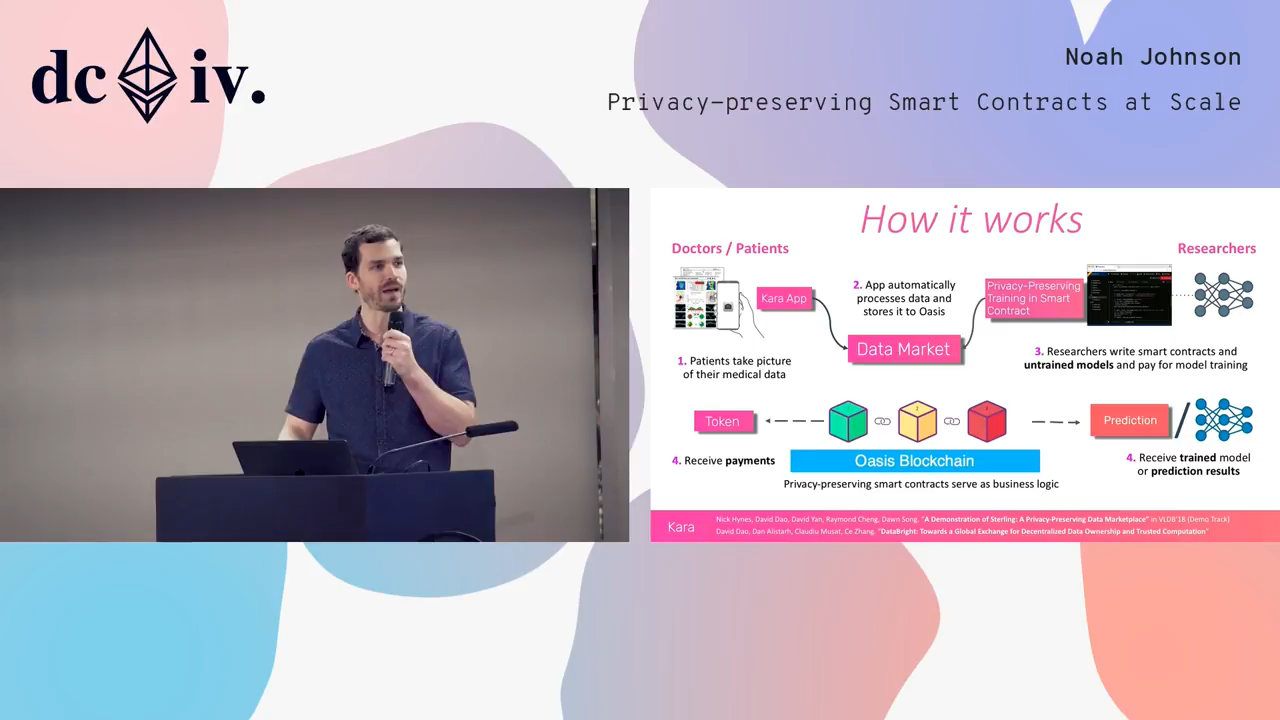 dc iv.
Noah Johnson
Privacy-preserving Smart Contracts at Scale
How it works
Doctors / Patients
Researchers
Kara App
2. App automatically
processes data and
stores it to Oasis
Privacy-Preserving
Training in Smart
Contract
Data Market
1. Patients take picture
of their medical data
3. Researchers write smart contracts and
untrained models and pay for model training
Token
Prediction
/
4. Receive payments
Oasis Blockchain
4. Receive trained model
or prediction results
Privacy-preserving smart contracts serve as business logic
Kara
Nick Hynes, David Dao, David Yan, Raymond Cheng, Dawn Song. "A Demonstration of Sterling: A Privacy-Preserving Data Marketplace" in VLDB'18 (Demo Track)
David Dao, Dan Alistarh, Claudiu Musat, Ce Zhang. "DataBright: Towards a Global Exchange for Decentralized Data Ownership and Trusted Computation"